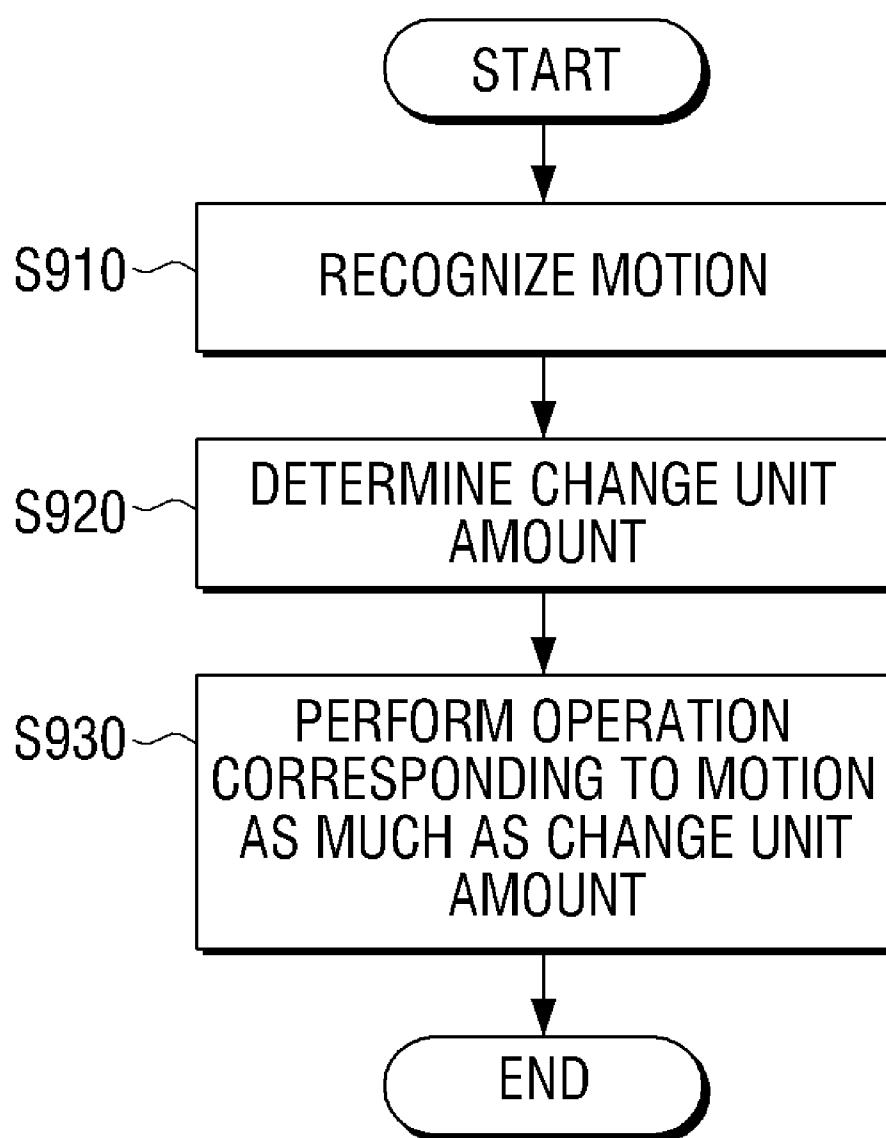 START
S910
RECOGNIZE MOTION
S920
DETERMINE CHANGE UNIT
AMOUNT
S930
PERFORM OPERATION
CORRESPONDING TO MOTION
AS MUCH AS CHANGE UNIT
AMOUNT
END